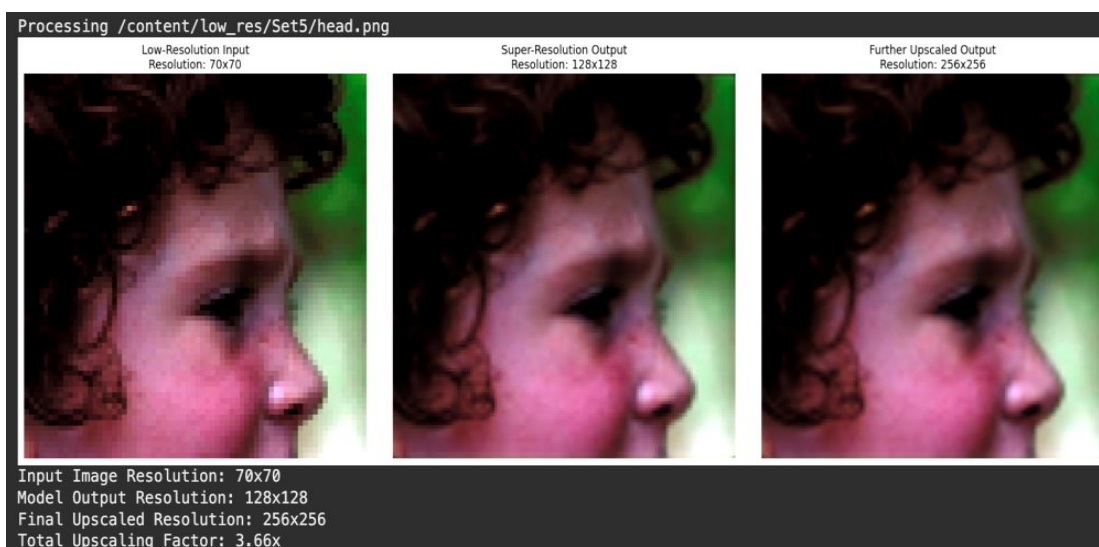 Processing /content/low_res/Set5/head.png
Low-Resolution Input
Resolution: 70x70
Super-Resolution Output
Resolution: 128x128
Further Upscaled Output
Resolution: 256x256
Input Image Resolution: 70x70
Model Output Resolution: 128x128
Final Upscaled Resolution: 256x256
Total Upscaling Factor: 3.66x